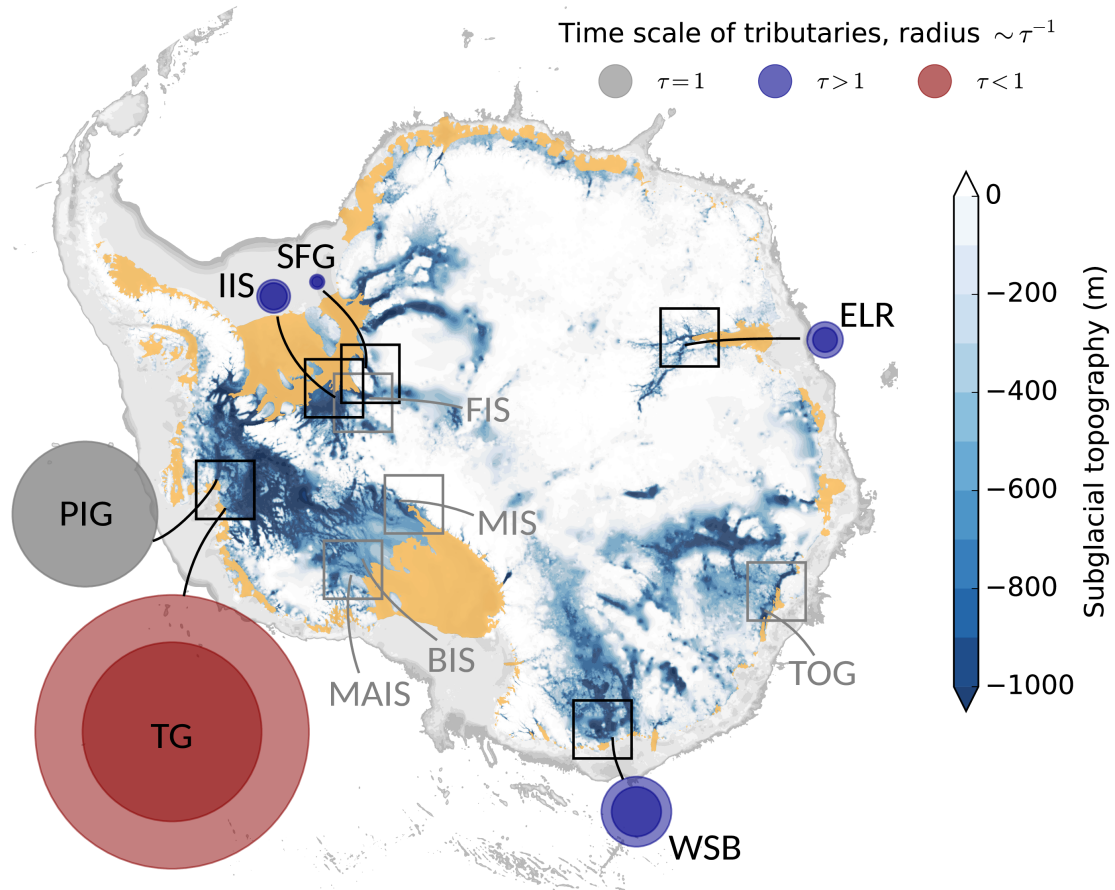 Time scale of tributaries, radius ∼τ⁻¹
τ=1
τ>1
τ<1
0
−200
−400
−600
−800
−1000
Subglacial topography (m)
SFG
IIS
ELR
FIS
PIG
MIS
BIS
MAIS
TOG
TG
WSB